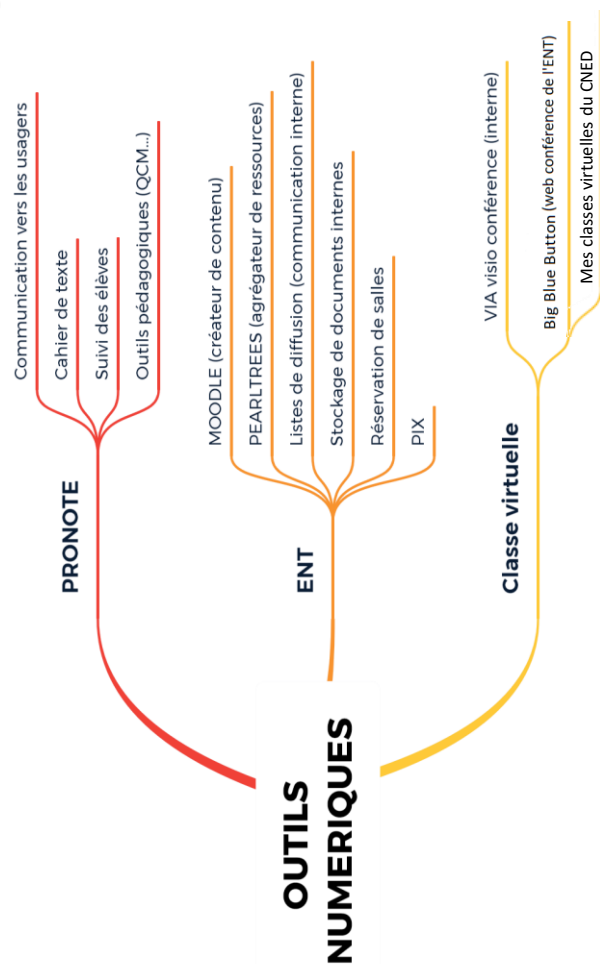 OUTILS
NUMERIQUES
PRONOTE
Communication vers les usagers
Cahier de texte
Suivi des élèves
Outils pédagogiques (QCM...)
ENT
MOODLE (créateur de contenu)
PEARLTREES (agrégateur de ressources)
Listes de diffusion (communication interne)
Stockage de documents internes
Réservation de salles
PIX
Classe virtuelle
VIA visio conférence (interne)
Big Blue Button (web conférence de l'ENT)
Mes classes virtuelles du CNED